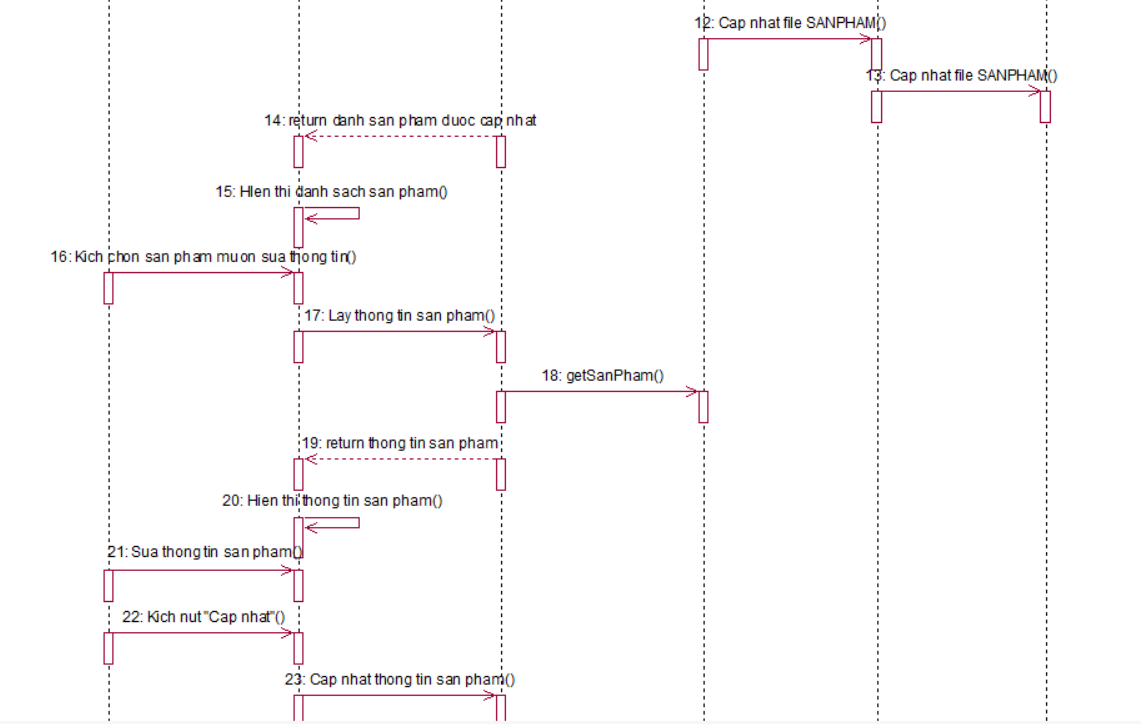 12: Cap nhat file SANPHAM()
13: Cap nhat file SANPHAM()
14: return danh san pham duoc cap nhat
15: HIen thi danh sach san pham()
16: Kich chon san pham muon sua thong tin()
17: Lay thong tin san pham()
18: getSanPham()
19: return thong tin san pham
20: Hien thi thong tin san pham()
21: Sua thong tin san pham()
22: Kich nut "Cap nhat"()
23: Cap nhat thong tin san pham()